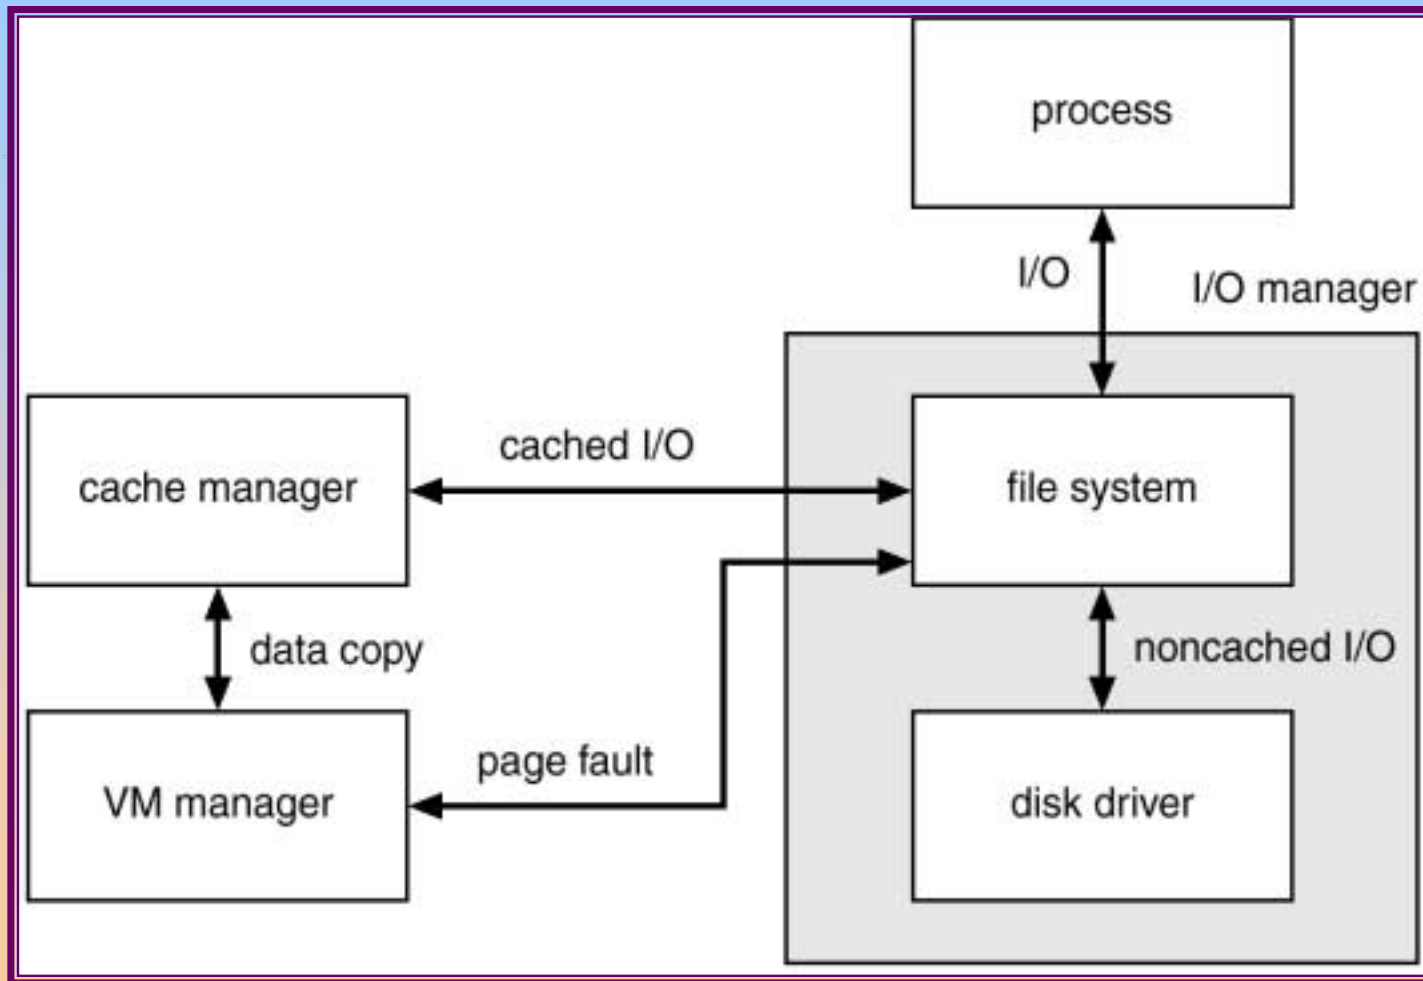 process
I/O
I/O manager
cached I/O
cache manager
file system
data copy
noncached I/O
page fault
VM manager
disk driver